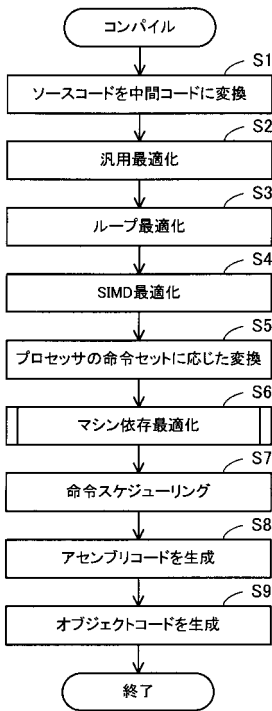 コンパイル
S1
ソースコードを中間コードに変換
S2
汎用最適化
S3
ループ最適化
S4
SIMD最適化
S5
プロセッサの命令セットに応じた変換
S6
マシン依存最適化
S7
命令スケジューリング
S8
アセンブリコードを生成
S9
オブジェクトコードを生成
終了